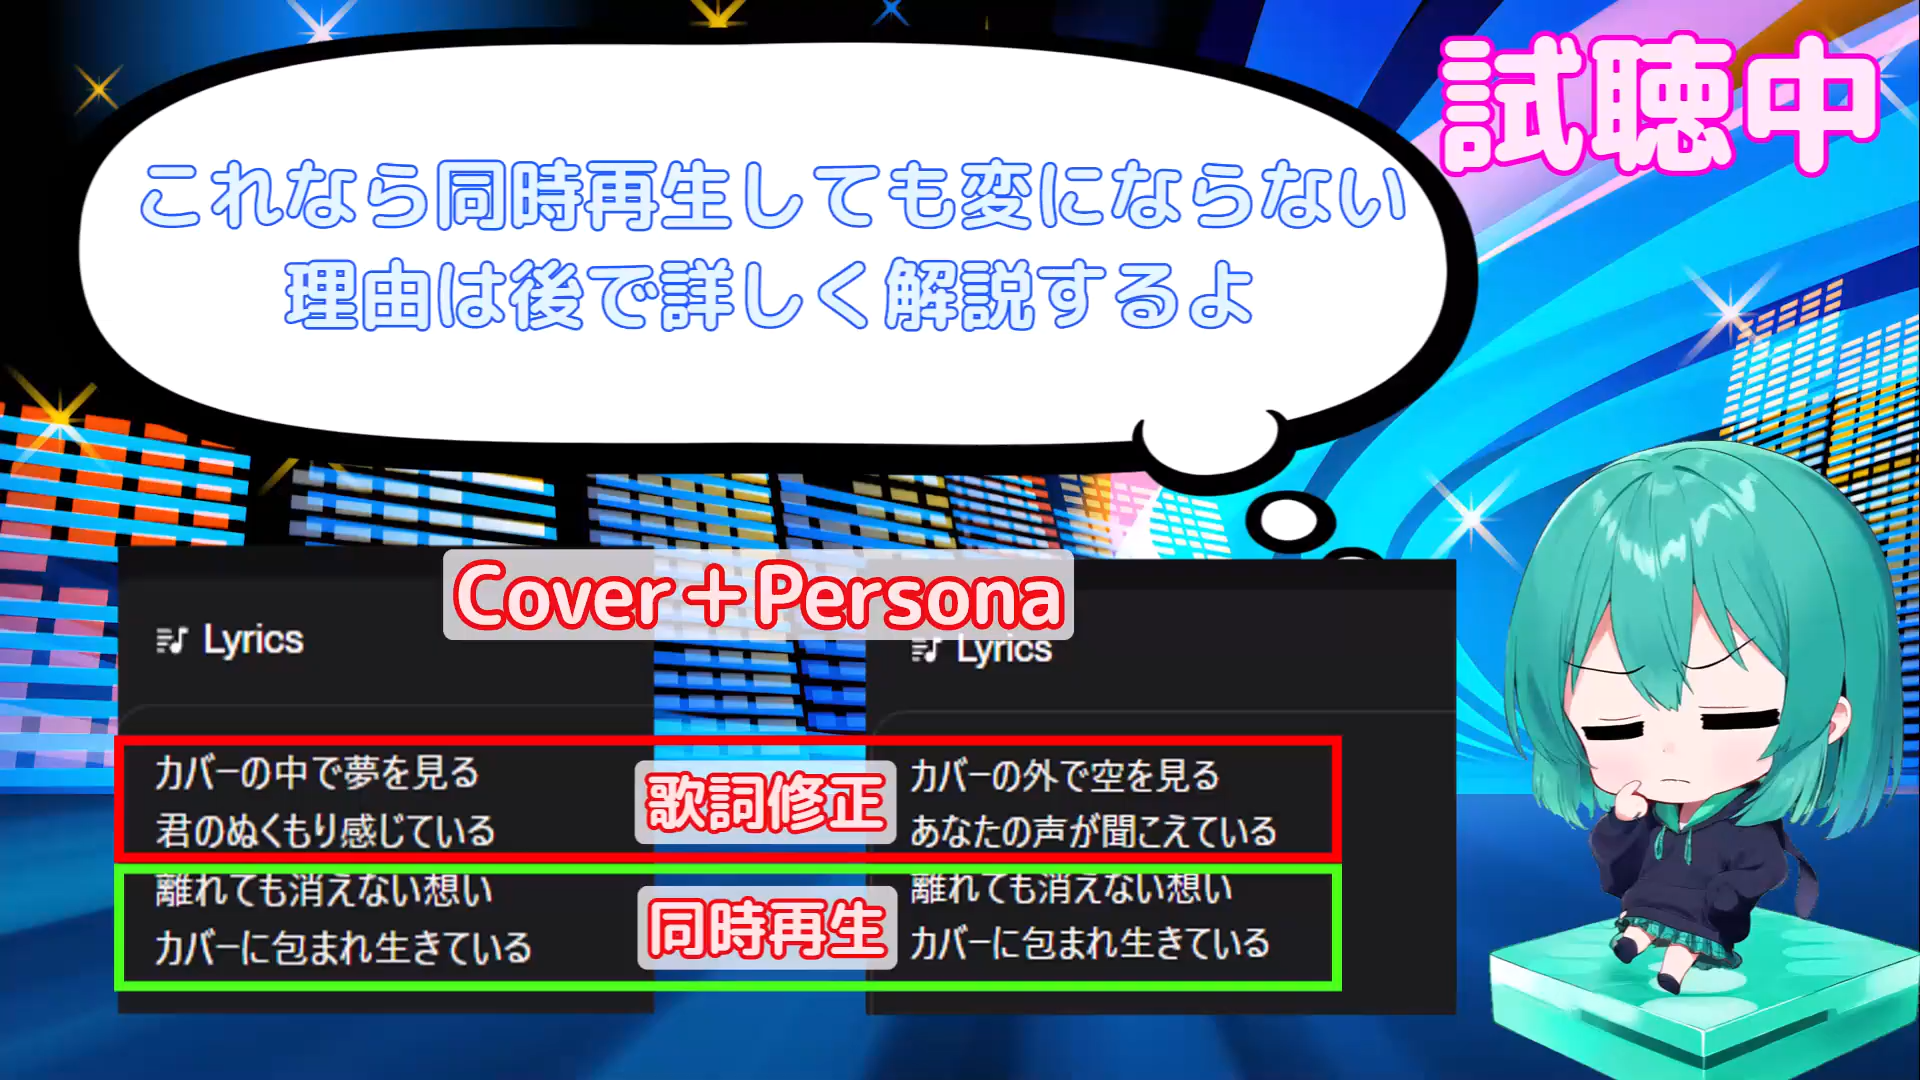 試聴中
これなら同時再生しても変にならない
理由は後で詳しく解説するよ
Cover+Persona
Lyrics
カバーの中で夢を見る
君のぬくもり感じている
離れても消えない想い
カバーに包まれ生きている
歌詞修正
同時再生
Lyrics
カバーの外で空を見る
あなたの声が聞こえている
離れても消えない想い
カバーに包まれ生きている